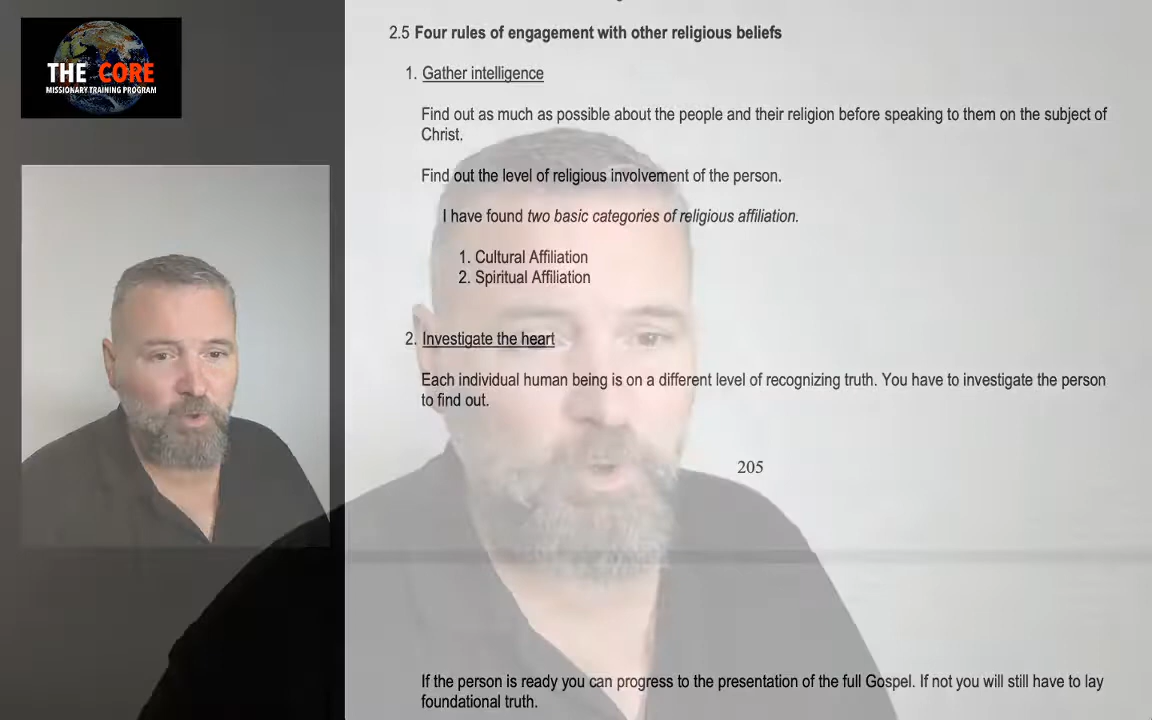 THE CORE
MISSIONARY TRAINING PROGRAM
2.5 Four rules of engagement with other religious beliefs
1. Gather intelligence
Find out as much as possible about the people and their religion before speaking to them on the subject of
Christ.
Find out the level of religious involvement of the person.
I have found two basic categories of religious affiliation.
1. Cultural Affiliation
2. Spiritual Affiliation
2. Investigate the heart
Each individual human being is on a different level of recognizing truth. You have to investigate the person
to find out.
205
If the person is ready you can progress to the presentation of the full Gospel. If not you will still have to lay
foundational truth.